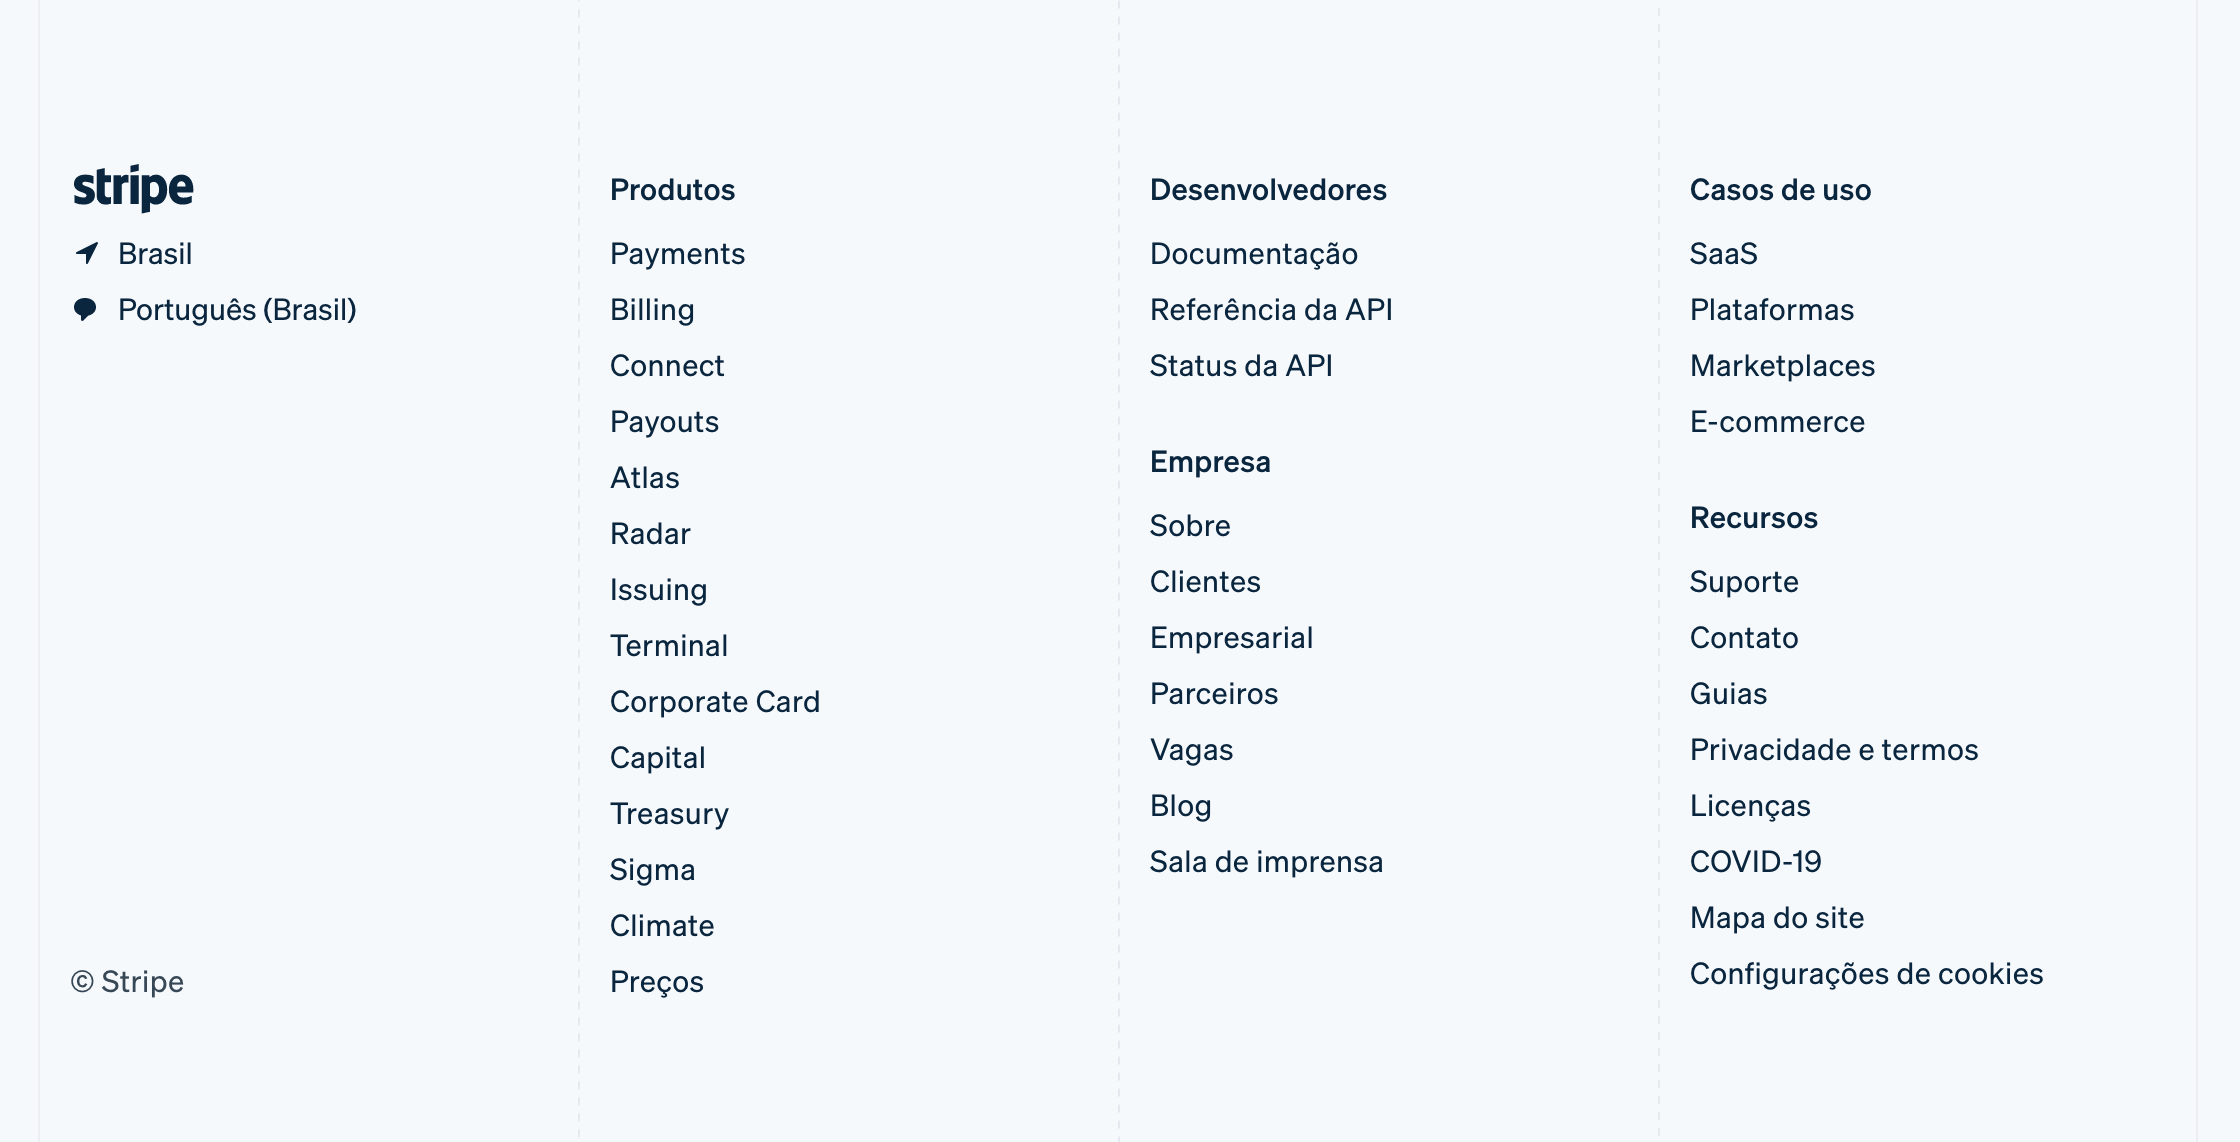 stripe
Brasil
Português (Brasil)
© Stripe
Produtos
Payments
Billing
Connect
Payouts
Atlas
Radar
Issuing
Terminal
Corporate Card
Capital
Treasury
Sigma
Climate
Preços
Desenvolvedores
Documentação
Referência da API
Status da API
Empresa
Sobre
Clientes
Empresarial
Parceiros
Vagas
Blog
Sala de imprensa
Casos de uso
SaaS
Plataformas
Marketplaces
E-commerce
Recursos
Suporte
Contato
Guias
Privacidade e termos
Licenças
COVID-19
Mapa do site
Configurações de cookies